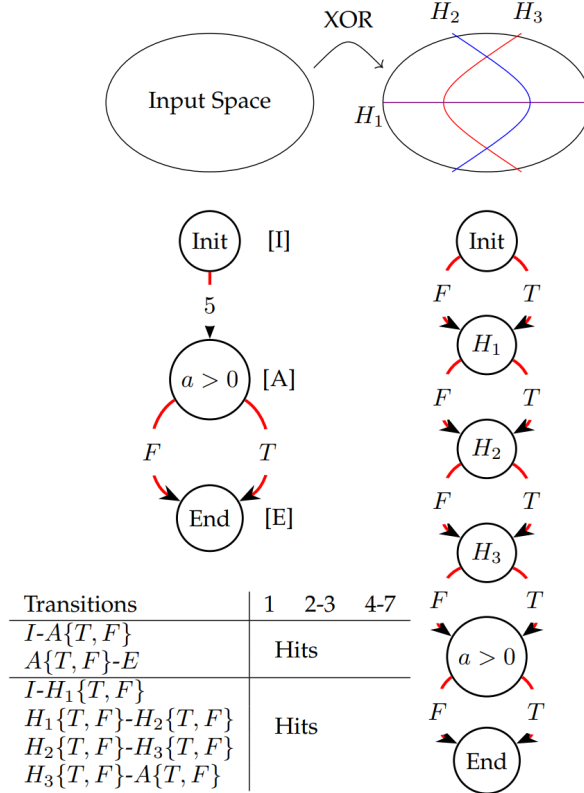 XOR
H₂ H₃
Input Space
H₁
Init [I]
5
a > 0 [A]
F T
End [E]
Init
F T
H₁
F T
H₂
F T
H₃
F T
a > 0
F T
End
Transitions 1 2-3 4-7
I-A{T, F}
A{T, F}-E
Hits
I-H₁{T, F}
H₁{T, F}-H₂{T, F}
H₂{T, F}-H₃{T, F}
H₃{T, F}-A{T, F}
Hits